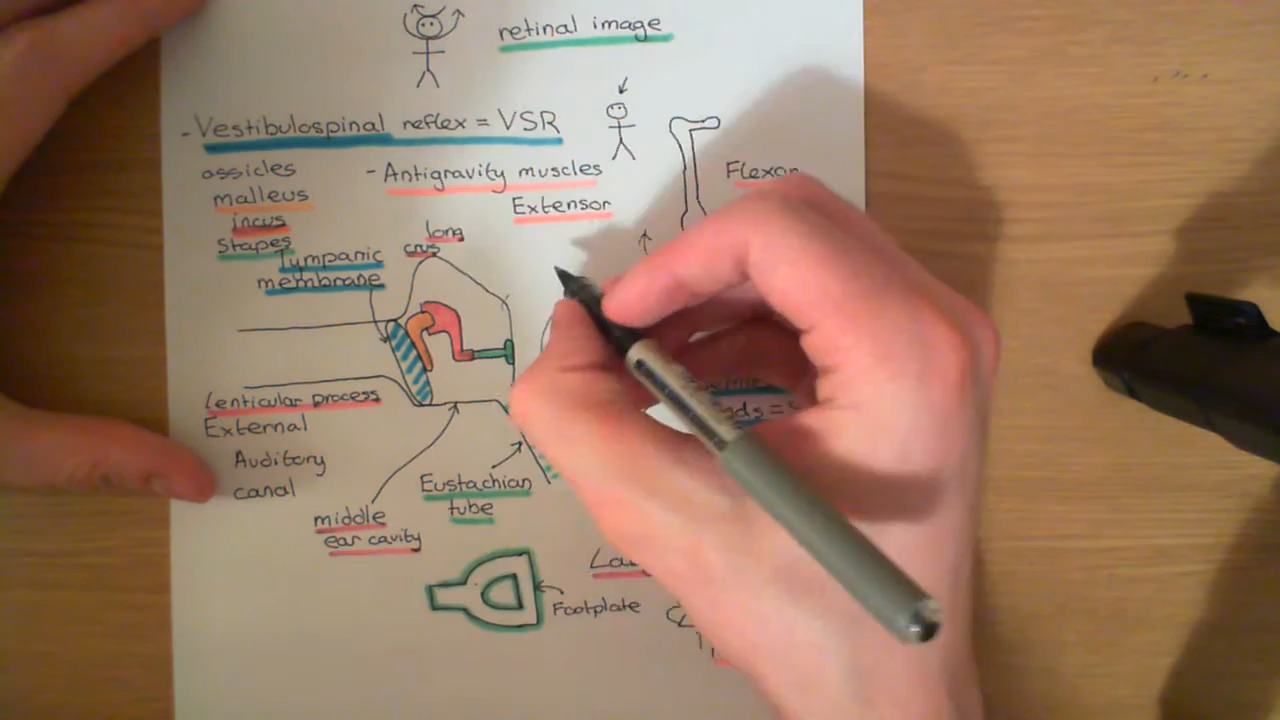 retinal image
- Vestibulospinal reflex = VSR
ossicles
malleus
incus
stapes
- Antigravity muscles
Extensor
long
crus
Tympanic
membrane
Lenticular process
External
Auditory
canal
middle
ear cavity
Eustachian
tube
Footplate